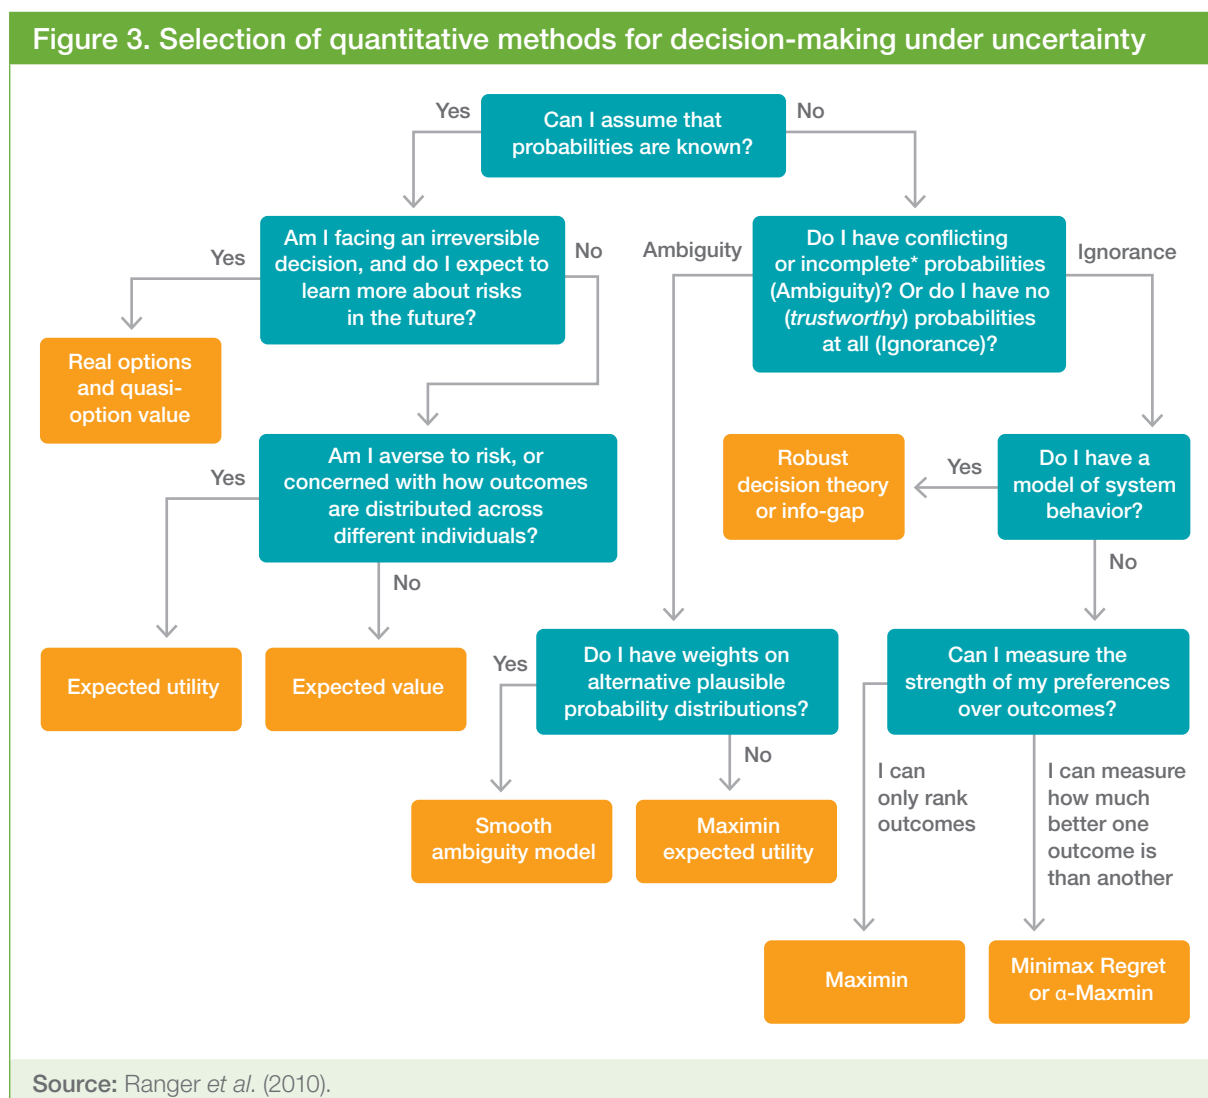 Figure 3. Selection of quantitative methods for decision-making under uncertainty
Can I assume that
probabilities are known?
Yes
No
Am I facing an irreversible
decision, and do I expect to
learn more about risks
in the future?
Yes
No
Do I have conflicting
or incomplete* probabilities
(Ambiguity)? Or do I have no
(trustworthy) probabilities
at all (Ignorance)?
Ambiguity
Ignorance
Real options
and quasi-
option value
Am I averse to risk, or
concerned with how outcomes
are distributed across
different individuals?
Yes
No
Robust
decision theory
or info-gap
Yes
Do I have a
model of system
behavior?
No
Expected utility
Expected value
Yes
Do I have weights on
alternative plausible
probability distributions?
No
Can I measure the
strength of my preferences
over outcomes?
I can
only rank
outcomes
I can measure
how much
better one
outcome is
than another
Smooth
ambiguity model
Maximin
expected utility
Maximin
Minimax Regret
or α-Maxmin
Source: Ranger et al. (2010).